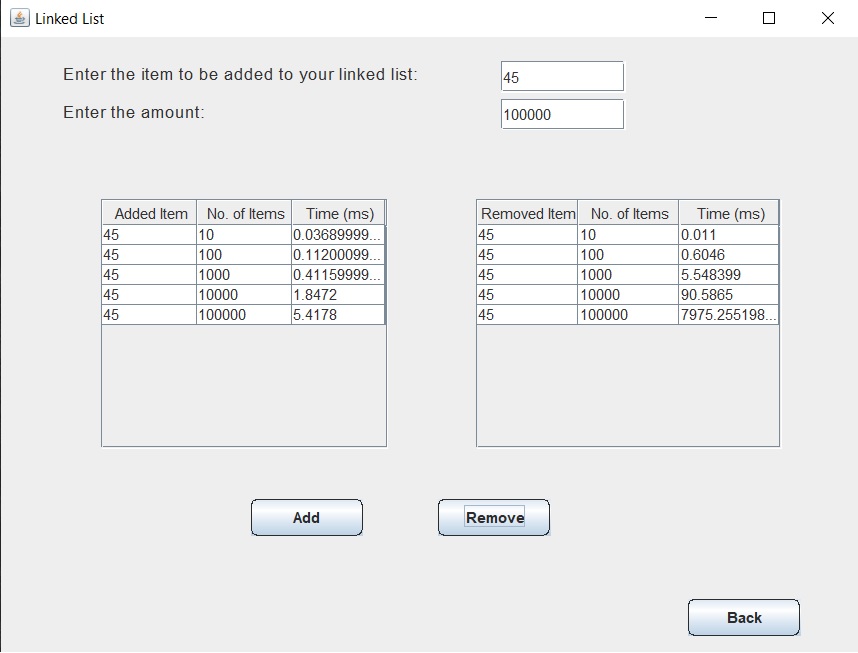 Linked List
Enter the item to be added to your linked list:
45
Enter the amount:
100000
Added Item No. of Items Time (ms)
45 10 0.03689999...
45 100 0.11200099...
45 1000 0.41159999...
45 10000 1.8472
45 100000 5.4178
Removed Item No. of Items Time (ms)
45 10 0.011
45 100 0.6046
45 1000 5.548399
45 10000 90.5865
45 100000 7975.255198...
Add
Remove
Back